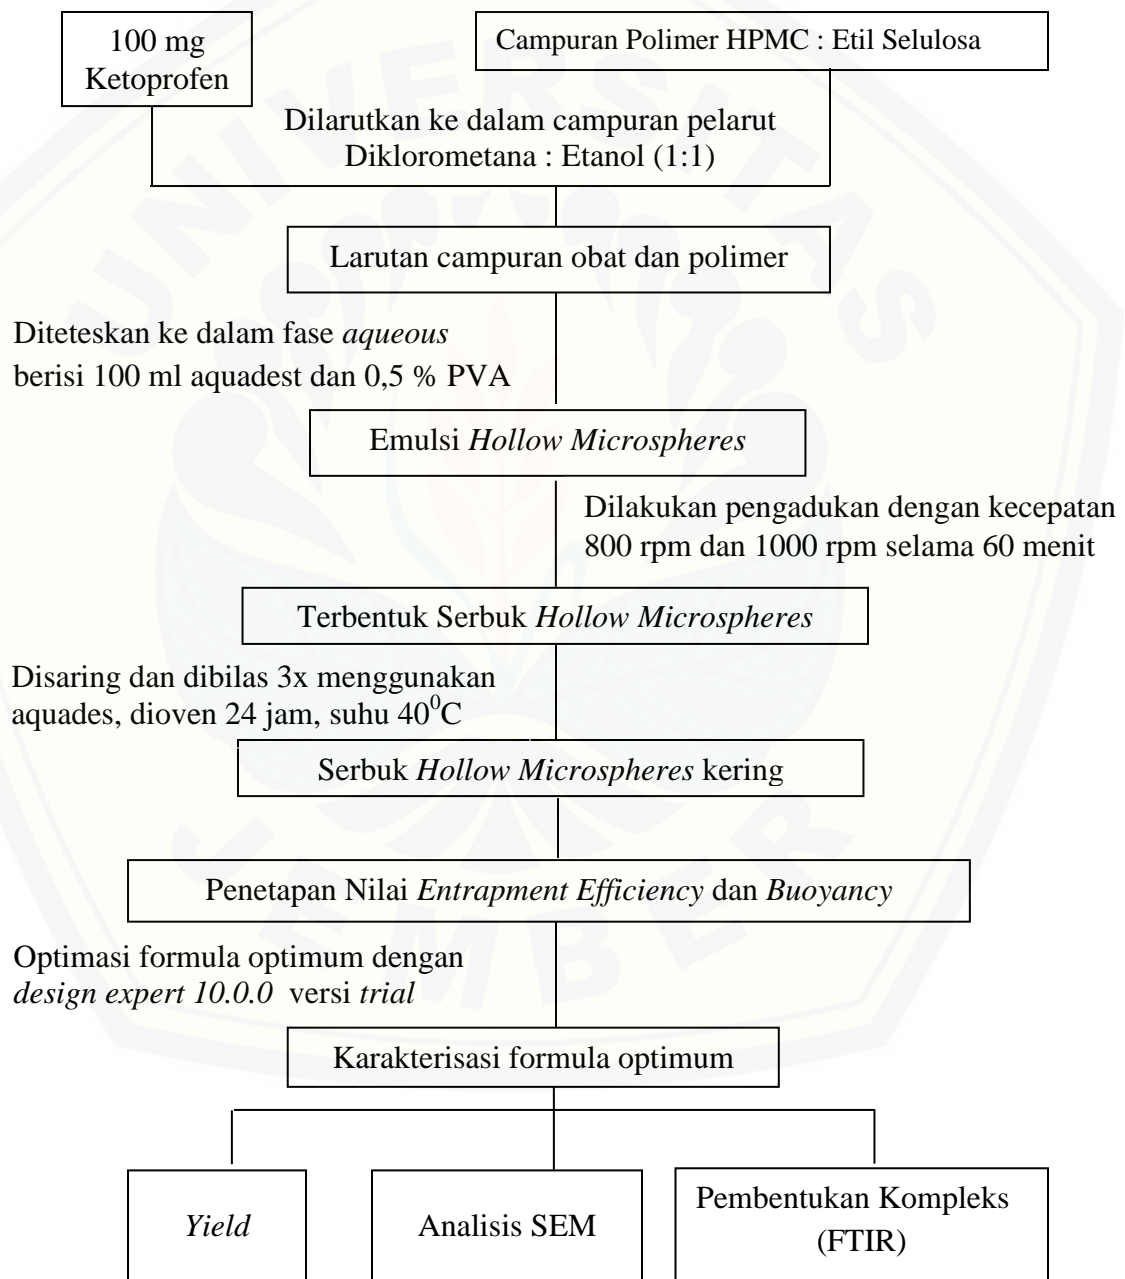 100 mg
Ketoprofen
Campuran Polimer HPMC : Etil Selulosa
Dilarutkan ke dalam campuran pelarut
Diklorometana : Etanol (1:1)
Larutan campuran obat dan polimer
Diteteskan ke dalam fase aqueous
berisi 100 ml aquadest dan 0,5 % PVA
Emulsi Hollow Microspheres
Dilakukan pengadukan dengan kecepatan
800 rpm dan 1000 rpm selama 60 menit
Terbentuk Serbuk Hollow Microspheres
Disaring dan dibilas 3x menggunakan
aquades, dioven 24 jam, suhu 40⁰C
Serbuk Hollow Microspheres kering
Penetapan Nilai Entrapment Efficiency dan Buoyancy
Optimasi formula optimum dengan
design expert 10.0.0 versi trial
Karakterisasi formula optimum
Yield
Analisis SEM
Pembentukan Kompleks
(FTIR)
UNIVERSITAS
JEMBER